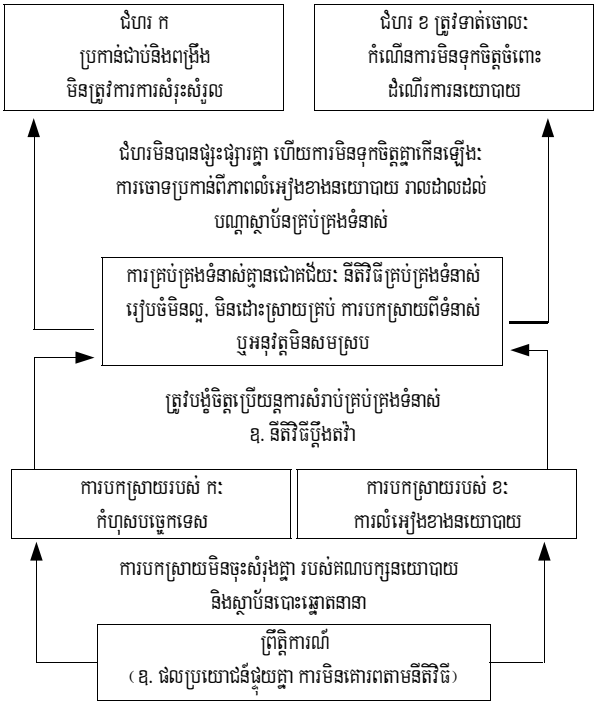 ជំហរ ក
ប្រកាន់ជាប់និងពង្រឹង
មិនត្រូវការការសំរុះសំរួល
ជំហរ ខ ត្រូវទាត់ចោលៈ
កំណើនការមិនទុកចិត្តចំពោះ
ដំណើរការនយោបាយ
ជំហរមិនបានផ្សះផ្សារគ្នា ហើយការមិនទុកចិត្តគ្នាកើនឡើងៈ
ការចោទប្រកាន់ពីភាពលំអៀងខាងនយោបាយ រាលដាលដល់
បណ្តាស្ថាប័នគ្រប់គ្រងទំនាស់
ការគ្រប់គ្រងទំនាស់គ្មានជោគជ័យៈ នីតិវិធីគ្រប់គ្រងទំនាស់
រៀបចំមិនល្អ, មិនដោះស្រាយគ្រប់ ការបកស្រាយពីទំនាស់
ឬអនុវត្តមិនសមស្រប
ត្រូវបង្ខំចិត្តប្រើយន្តការសំរាប់គ្រប់គ្រងទំនាស់
ឧ. នីតិវិធីប្តឹងតវ៉ា
ការបកស្រាយរបស់ កៈ
កំហុសបច្ចេកទេស
ការបកស្រាយរបស់ ខៈ
ការលំអៀងខាងនយោបាយ
ការបកស្រាយមិនចុះសំរុងគ្នា របស់គណបក្សនយោបាយ
និងស្ថាប័នបោះឆ្នោតនានា
ព្រឹត្តិការណ៍
(ឧ. ផលប្រយោជន៍ផ្ទុយគ្នា ការមិនគោរពតាមនីតិវិធី)